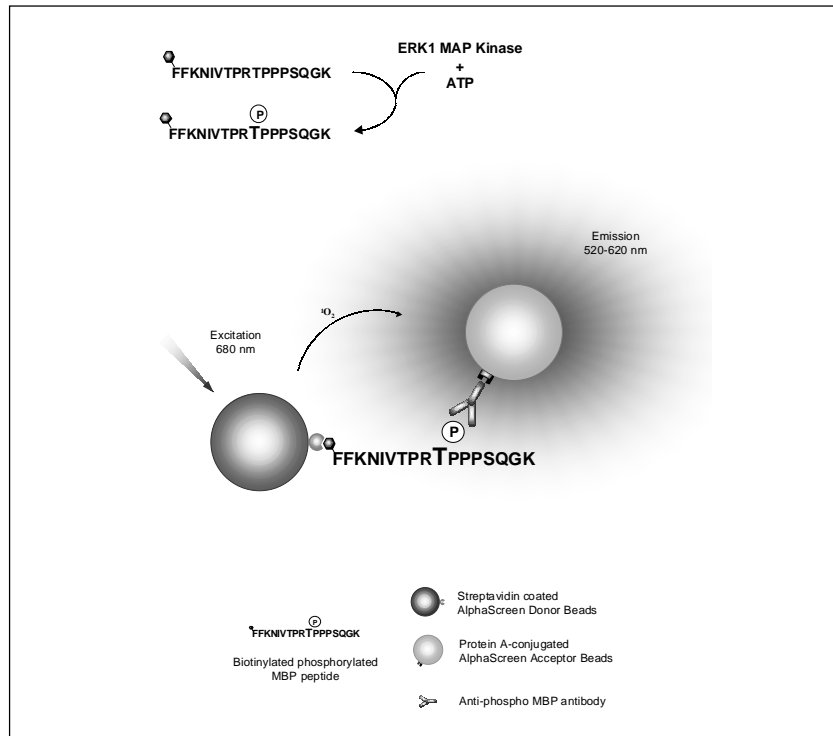 ERK1 MAP Kinase
+
ATP
FFKNIVTPRTPPPSQGK
P
FFKNIVTPRTPPPSQGK
Emission
520-620 nm
¹O₂
Excitation
680 nm
P
FFKNIVTPRTPPPSQGK
Streptavidin coated
AlphaScreen Donor Beads
P
FFKNIVTPRTPPPSQGK
Biotinylated phosphorylated
MBP peptide
Protein A-conjugated
AlphaScreen Acceptor Beads
Anti-phospho MBP antibody